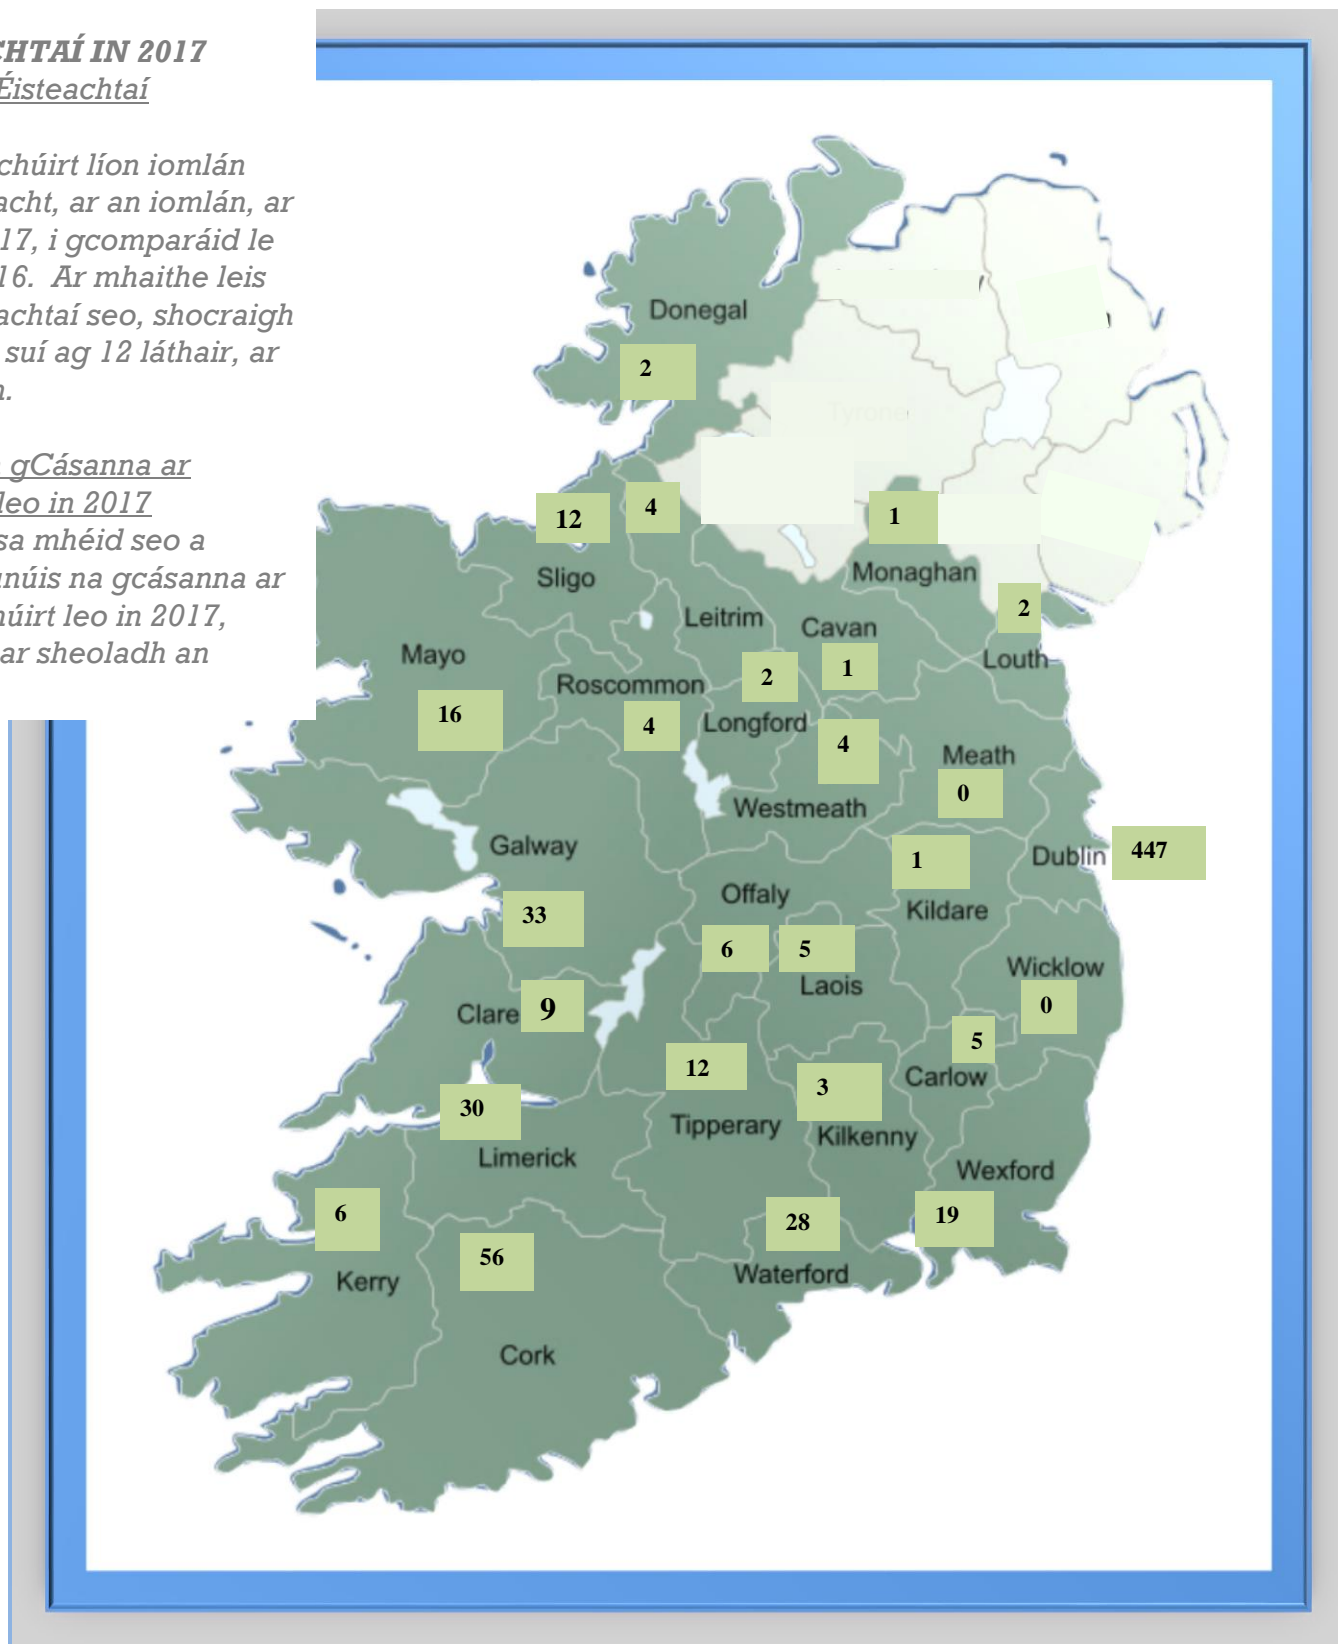 CHTAÍ IN 2017
Éisteachtaí
chúirt líon iomlán
acht, ar an iomlán, ar
17, i gcomparáid le
16. Ar mhaithe leis
achtaí seo, shocraigh
suí ag 12 láthair, ar
gCásanna ar
leo in 2017
sa mhéid seo a
unúis na gcásanna ar
húirt leo in 2017,
ar sheoladh an
Donegal
2
Tyrone
4
12
1
Monaghan
Sligo
2
Leitrim
Cavan
Louth
Mayo
1
2
Roscommon
16
4
Longford
4
Meath
0
Westmeath
Galway
447
Dublin
1
Offaly
Kildare
33
6
5
Wicklow
Laois
0
Clare
9
5
12
Carlow
3
30
Tipperary
Kilkenny
Limerick
Wexford
6
28
19
56
Waterford
Kerry
Cork